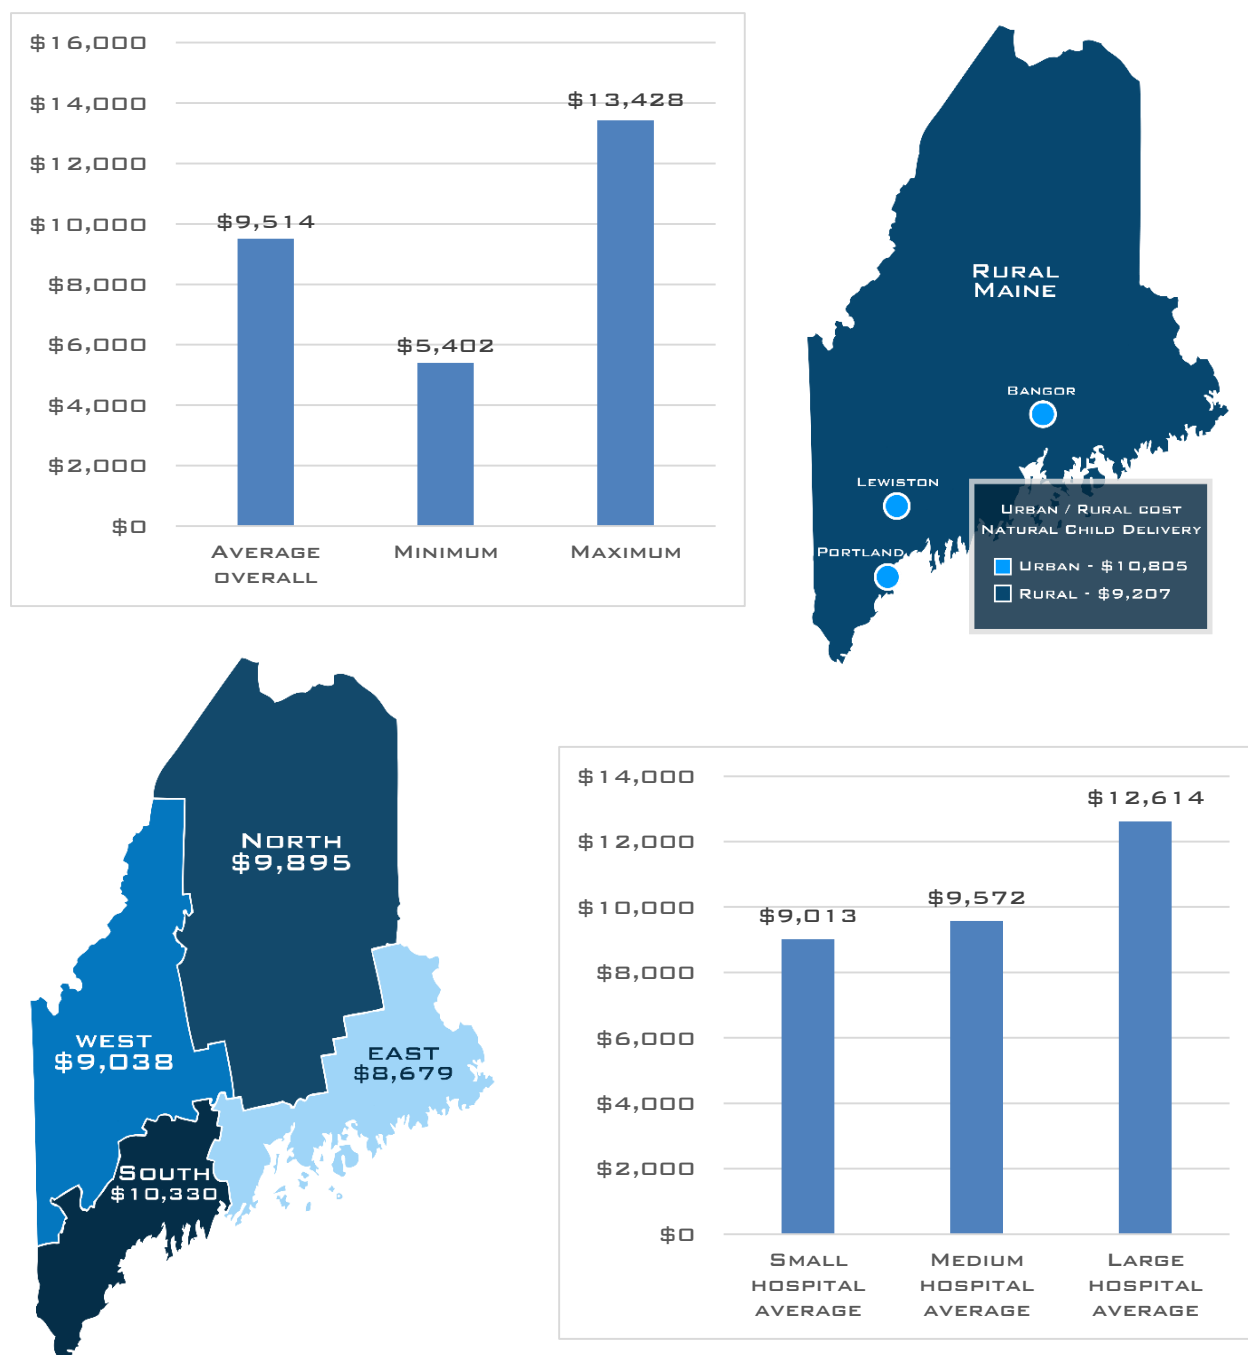 $16,000
$14,000
$12,000
$10,000
$8,000
$6,000
$4,000
$2,000
$0
$9,514
$5,402
$13,428
AVERAGE
OVERALL
MINIMUM
MAXIMUM
RURAL
MAINE
BANGOR
LEWISTON
PORTLAND
URBAN / RURAL COST
NATURAL CHILD DELIVERY
URBAN - $10,805
RURAL - $9,207
NORTH
$9,895
WEST
$9,038
EAST
$8,679
SOUTH
$10,330
$14,000
$12,000
$10,000
$8,000
$6,000
$4,000
$2,000
$0
$9,013
$9,572
$12,614
SMALL
HOSPITAL
AVERAGE
MEDIUM
HOSPITAL
AVERAGE
LARGE
HOSPITAL
AVERAGE